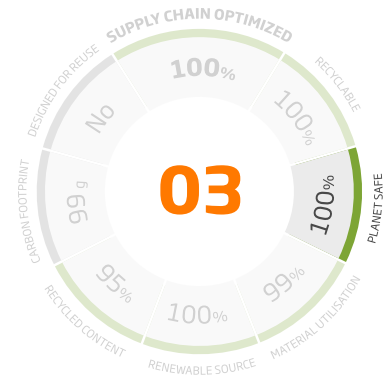 SUPPLY CHAIN OPTIMIZED
100%
RECYCLABLE
100%
PLANET SAFE
100%
MATERIAL UTILISATION
99%
RENEWABLE SOURCE
100%
RECYCLED CONTENT
95%
CARBON FOOTPRINT
99 g
DESIGNED FOR REUSE
No
03